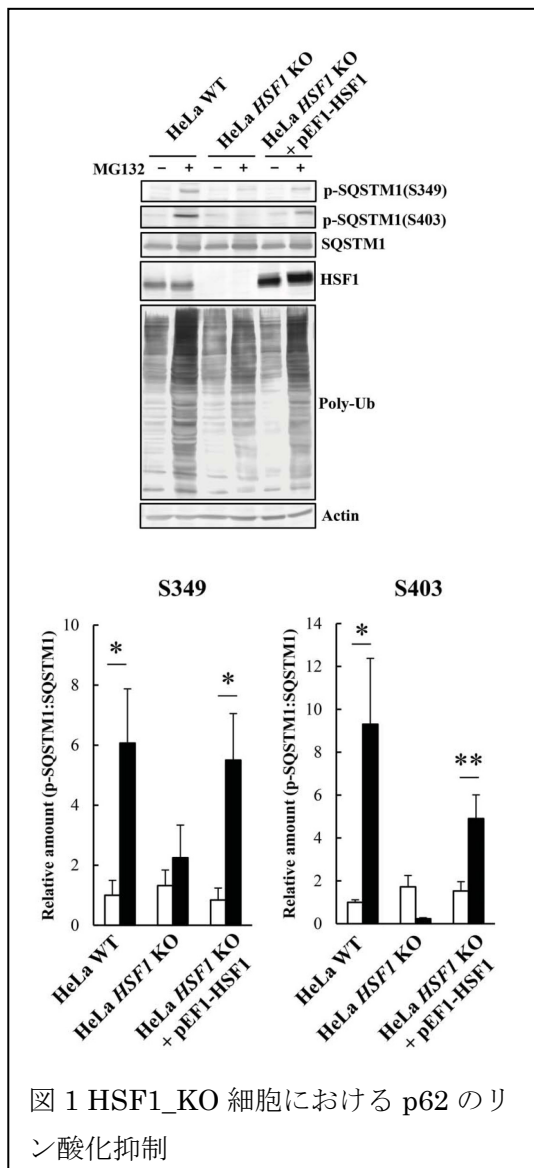 HeLa WT
HeLa HSF1 KO
HeLa HSF1 KO
+ pEF1-HSF1
MG132 − + − + − +
p-SQSTM1(S349)
p-SQSTM1(S403)
SQSTM1
HSF1
Poly-Ub
Actin
S349
Relative amount (p-SQSTM1:SQSTM1)
10
8
6
4
2
0
*
*
HeLa WT
HeLa HSF1 KO
HeLa HSF1 KO
+ pEF1-HSF1
S403
Relative amount (p-SQSTM1:SQSTM1)
14
12
10
8
6
4
2
0
*
**
HeLa WT
HeLa HSF1 KO
HeLa HSF1 KO
+ pEF1-HSF1
図 1 HSF1_KO 細胞における p62 のリ
ン酸化抑制